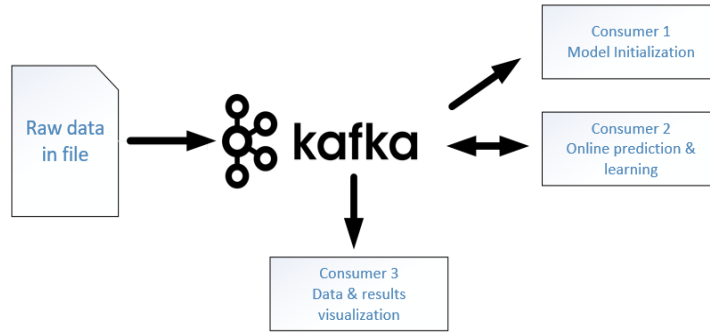 Raw data
in file
kafka
Consumer 1
Model Initialization
Consumer 2
Online prediction &
learning
Consumer 3
Data & results
visualization